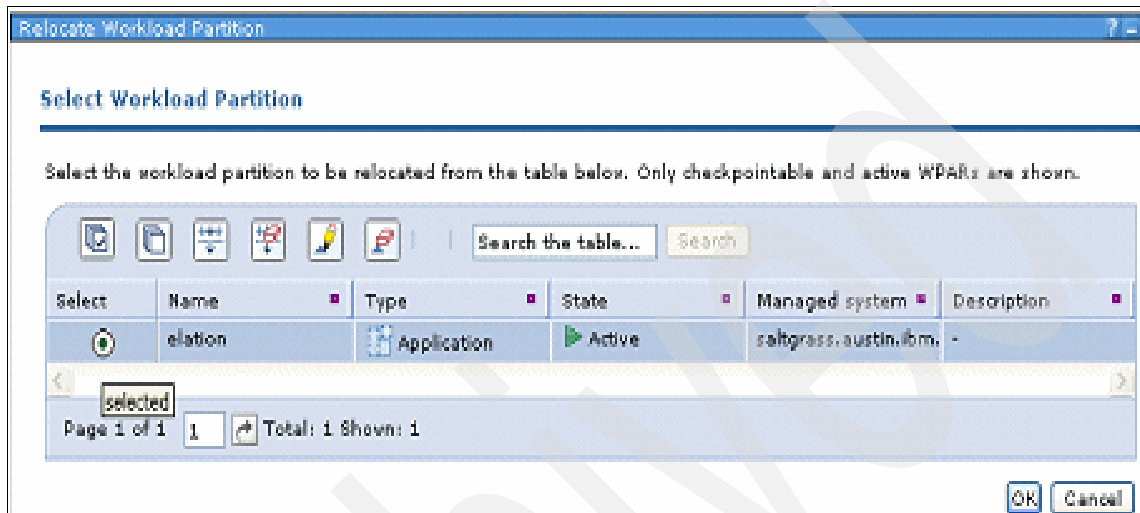 Relocate Workload Partition ? –
Select Workload Partition
Select the workload partition to be relocated from the table below. Only checkpointable and active WPARs are shown.
Search the table... Search
Select Name Type State Managed system Description
elation Application Active saltgrass.austin.ibm. -
selected
Page 1 of 1 1 Total: 1 Shown: 1
OK Cancel